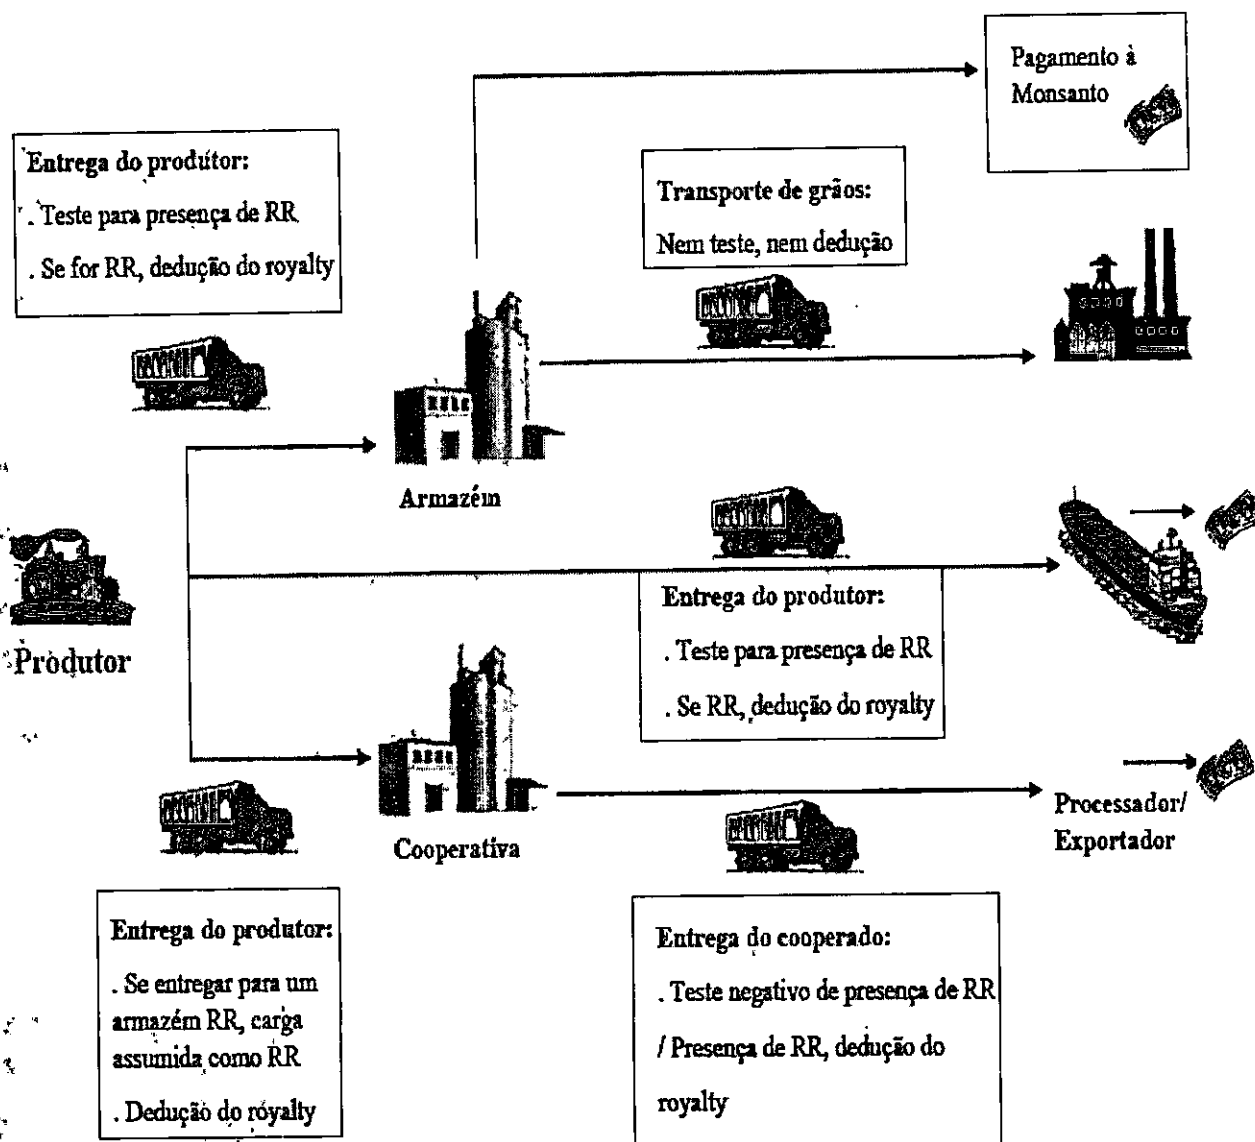 Pagamento à
Monsanto
Entrega do produtor:
. Teste para presença de RR
. Se for RR, dedução do royalty
Transporte de grãos:
Nem teste, nem dedução
Armazém
Produtor
Entrega do produtor:
. Teste para presença de RR
. Se RR, dedução do royalty
Cooperativa
Processador/
Exportador
Entrega do produtor:
. Se entregar para um
armazém RR, carga
assumida como RR
. Dedução do royalty
Entrega do cooperado:
. Teste negativo de presença de RR
/ Presença de RR, dedução do
royalty